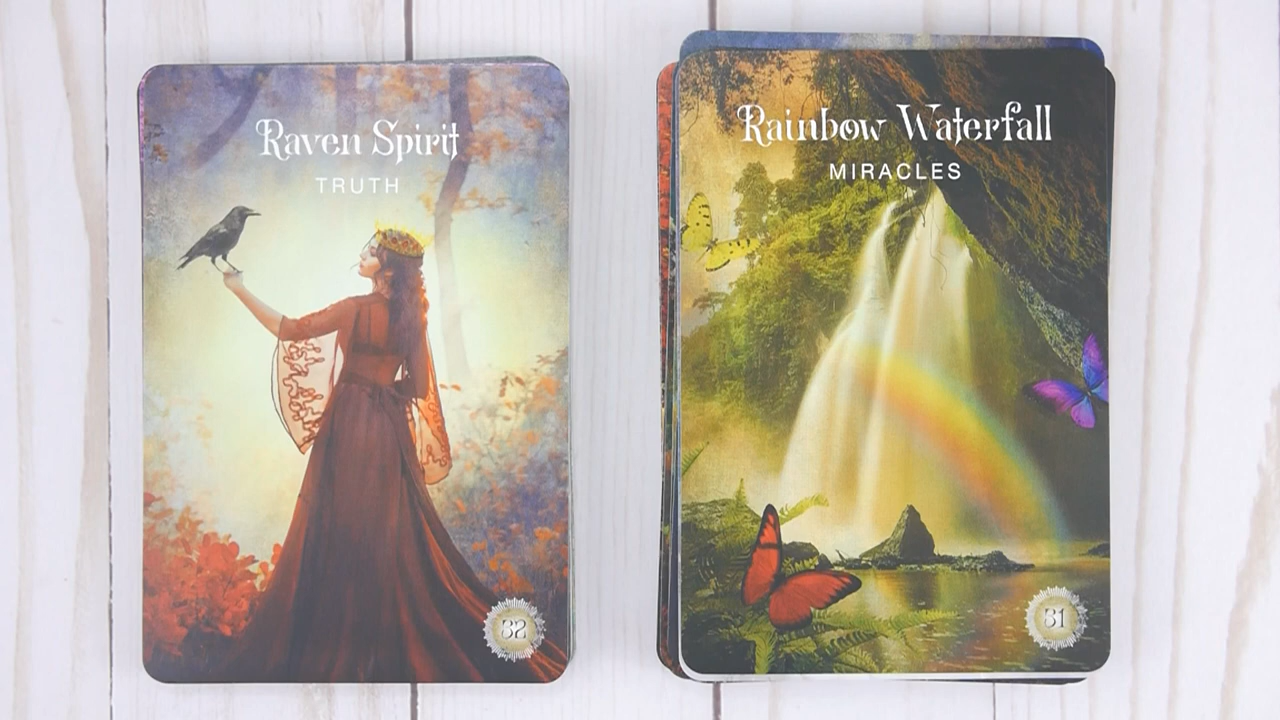 Raven Spirit
TRUTH
32
Rainbow Waterfall
MIRACLES
31